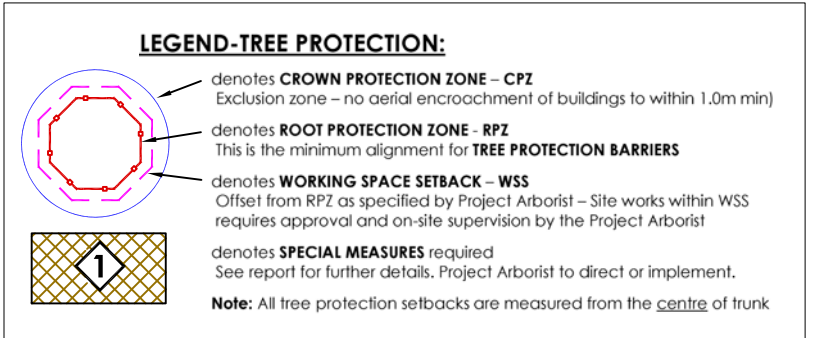 LEGEND-TREE PROTECTION:
denotes CROWN PROTECTION ZONE – CPZ
Exclusion zone – no aerial encroachment of buildings to within 1.0m min)
denotes ROOT PROTECTION ZONE - RPZ
This is the minimum alignment for TREE PROTECTION BARRIERS
denotes WORKING SPACE SETBACK – WSS
Offset from RPZ as specified by Project Arborist – Site works within WSS
requires approval and on-site supervision by the Project Arborist
1
denotes SPECIAL MEASURES required
See report for further details. Project Arborist to direct or implement.
Note: All tree protection setbacks are measured from the centre of trunk